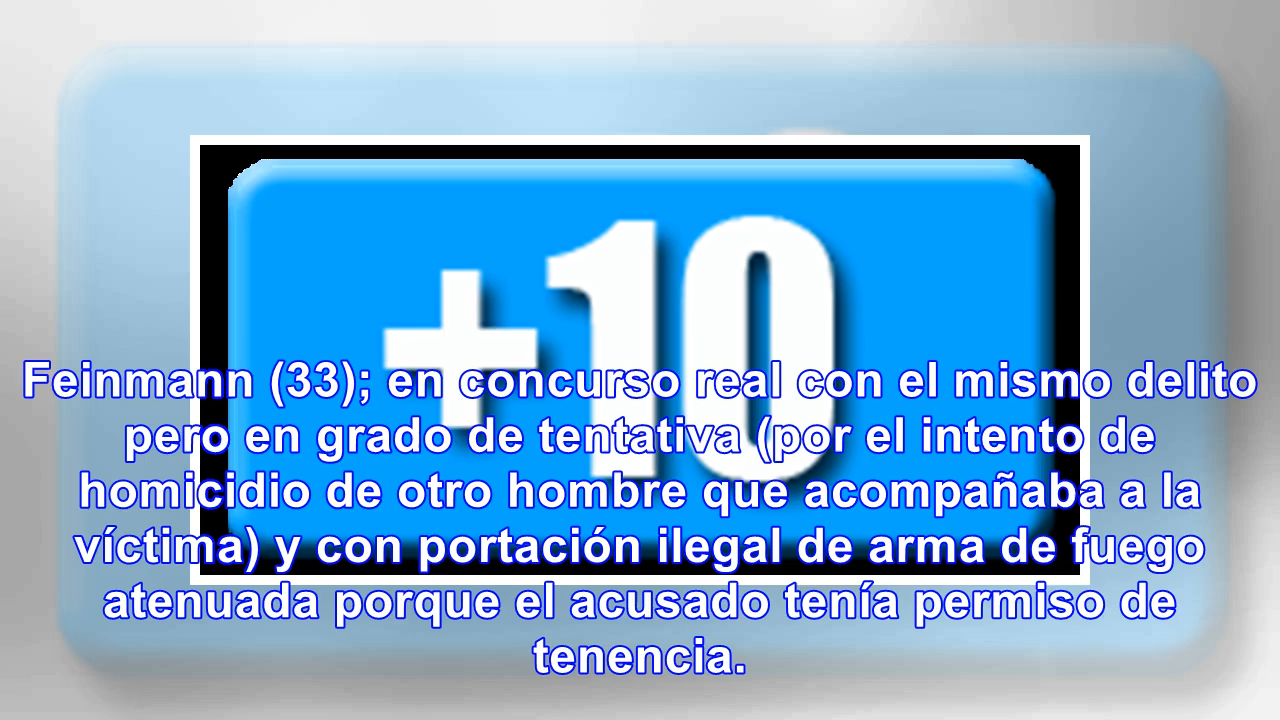 +10
Feinmann (33); en concurso real con el mismo delito
pero en grado de tentativa (por el intento de
homicidio de otro hombre que acompañaba a la
víctima) y con portación ilegal de arma de fuego
atenuada porque el acusado tenía permiso de
tenencia.